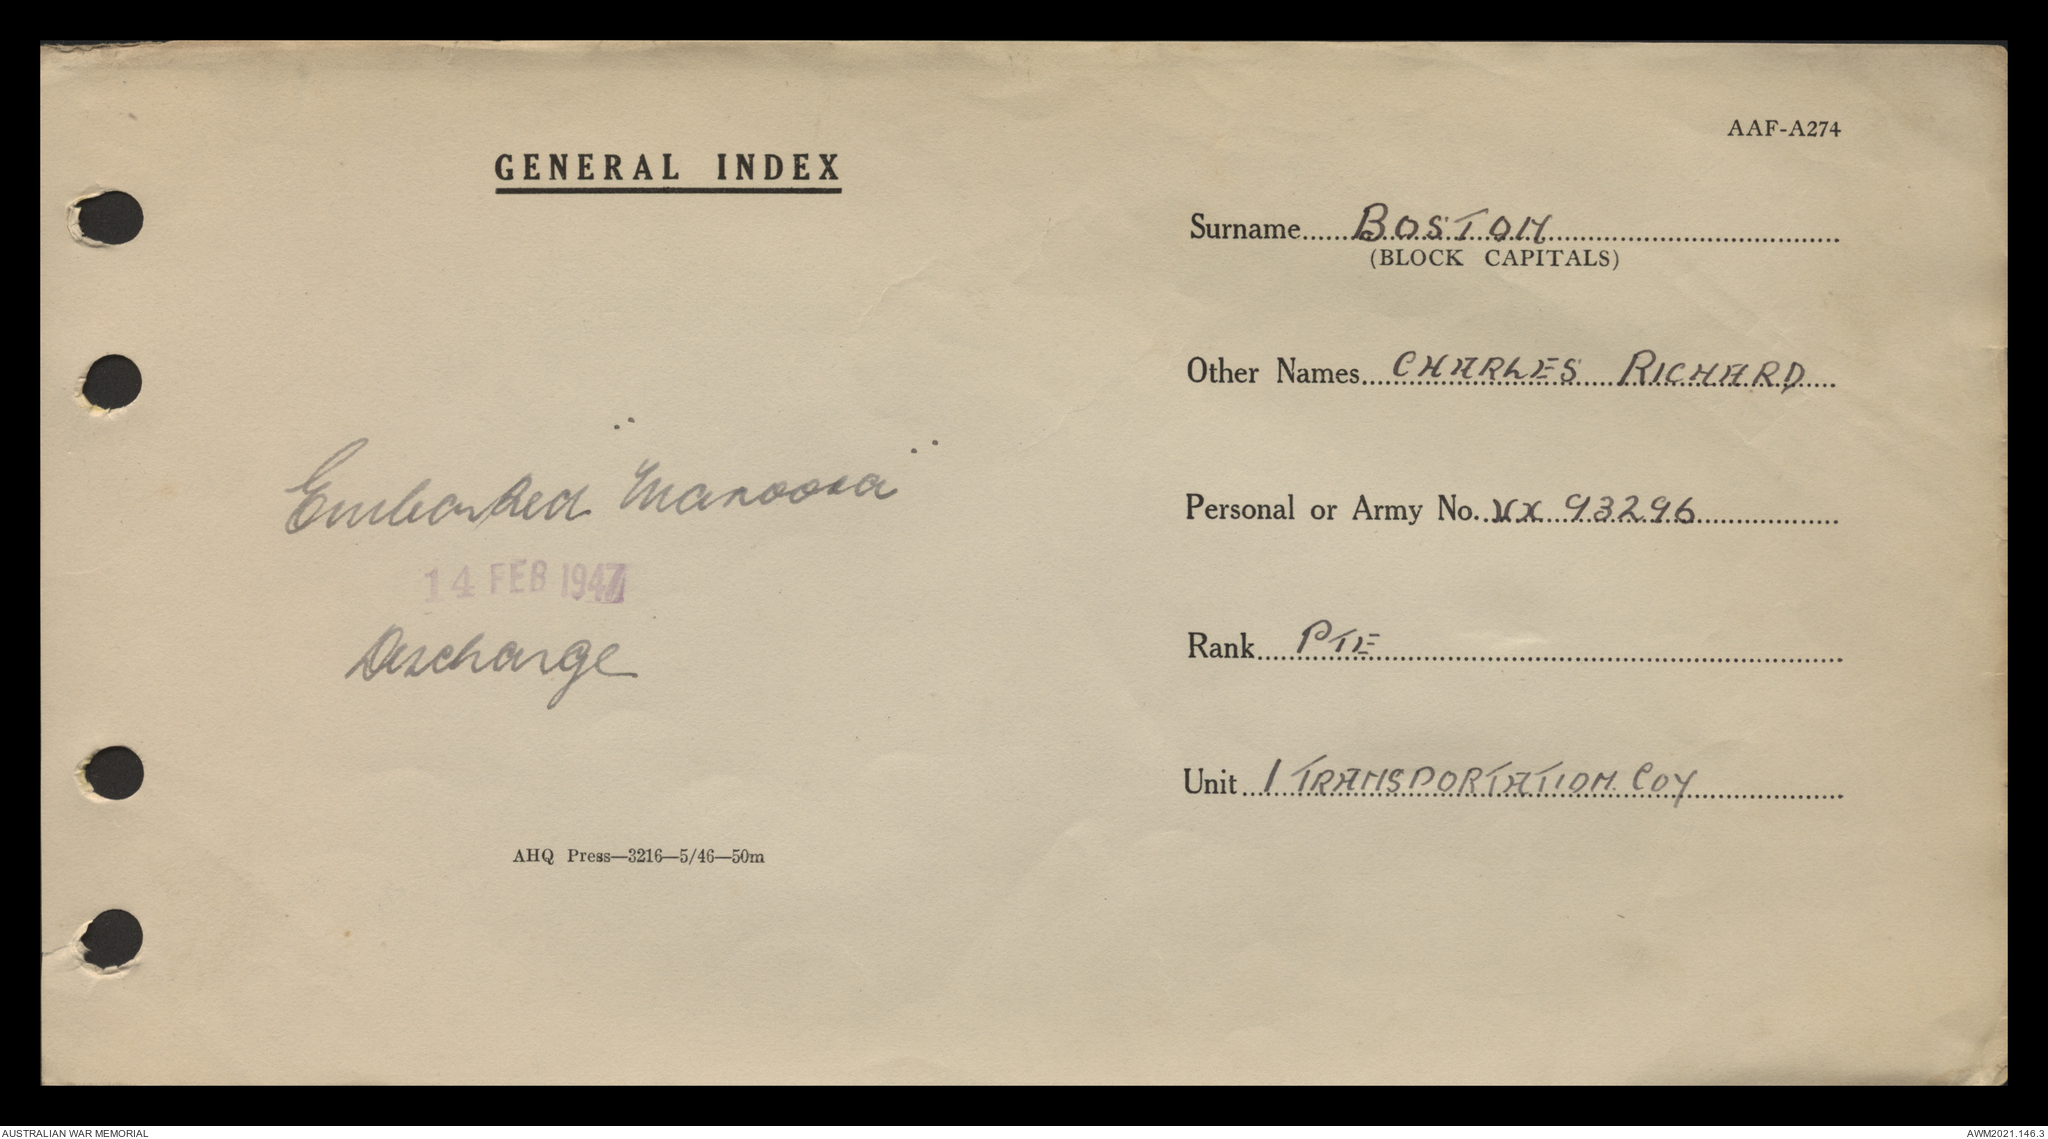 AAF-A274
GENERAL INDEX
Surname BOSTON
(BLOCK CAPITALS)
Other Names CHARLES RICHARD
Personal or Army No. VX 93296
Rank PTE
Unit 1 TRANSPORTATION COY
Embarked "Manoora"
14 FEB 1947
Discharge
AHQ Press—3216—5/46—50m
AUSTRALIAN WAR MEMORIAL
AWM2021.146.3